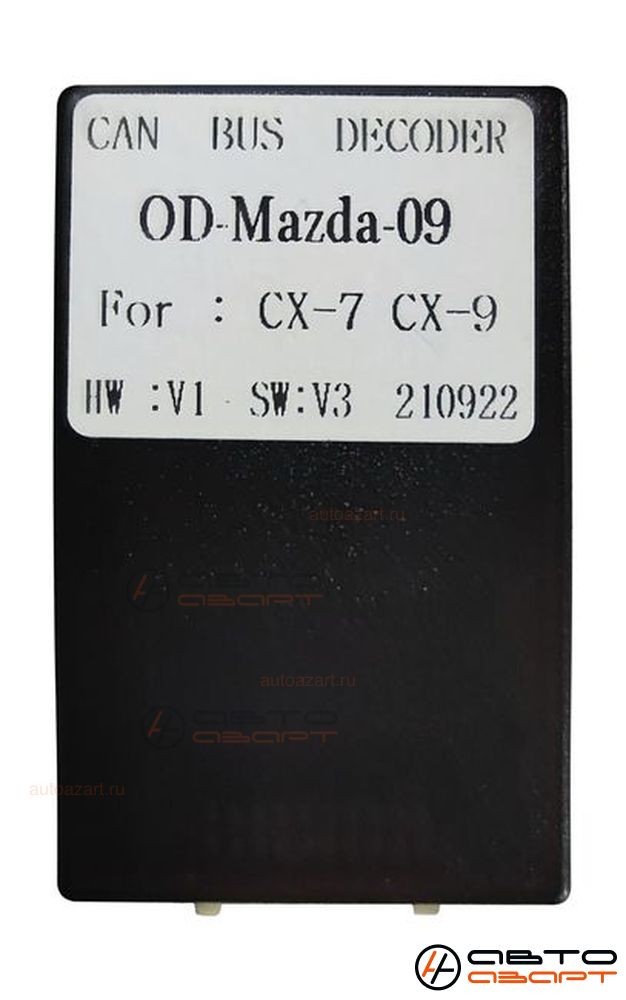 CAN BUS DECODER
OD-Mazda-09
For : CX-7 CX-9
HW :V1 SW:V3 210922
autoazart.ru
АВТО
АЗАРТ
autoazart.ru
АВТО
АЗАРТ
autoazart.ru
АВТО
АЗАРТ